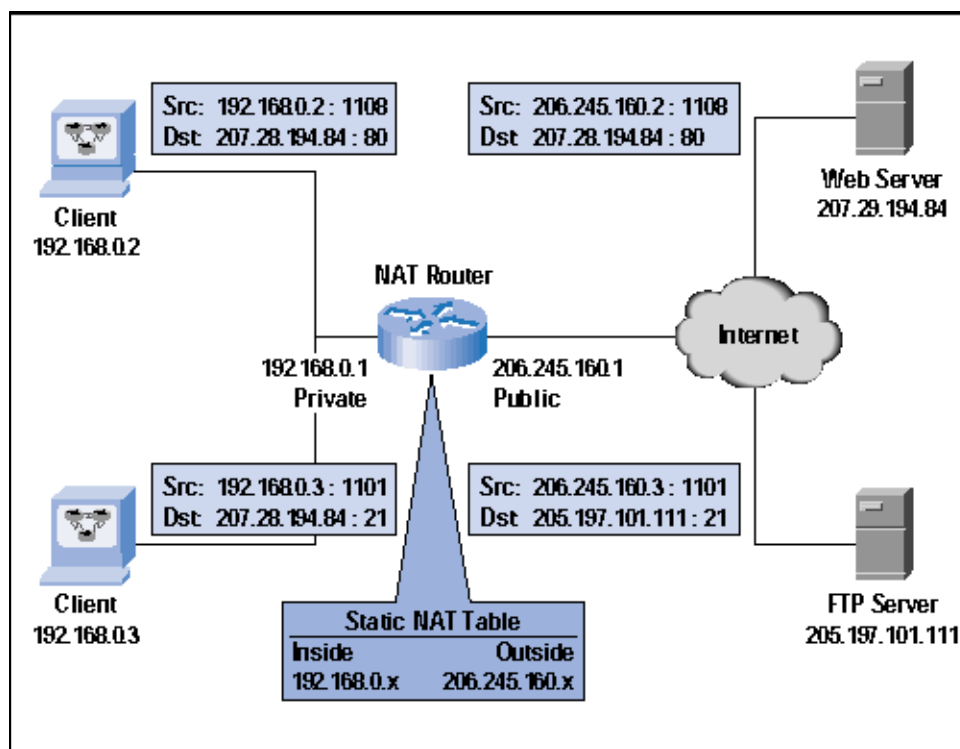 Src: 192.168.0.2 : 1108
Dst: 207.28.194.84 : 80
Src: 206.245.160.2 : 1108
Dst: 207.28.194.84 : 80
Client
192.168.0.2
Web Server
207.29.194.84
NAT Router
Internet
192.168.0.1
Private
206.245.160.1
Public
Src: 192.168.0.3 : 1101
Dst: 207.28.194.84 : 21
Src: 206.245.160.3 : 1101
Dst: 205.197.101.111 : 21
Client
192.168.0.3
FTP Server
205.197.101.111
Static NAT Table
Inside Outside
192.168.0.x 206.245.160.x